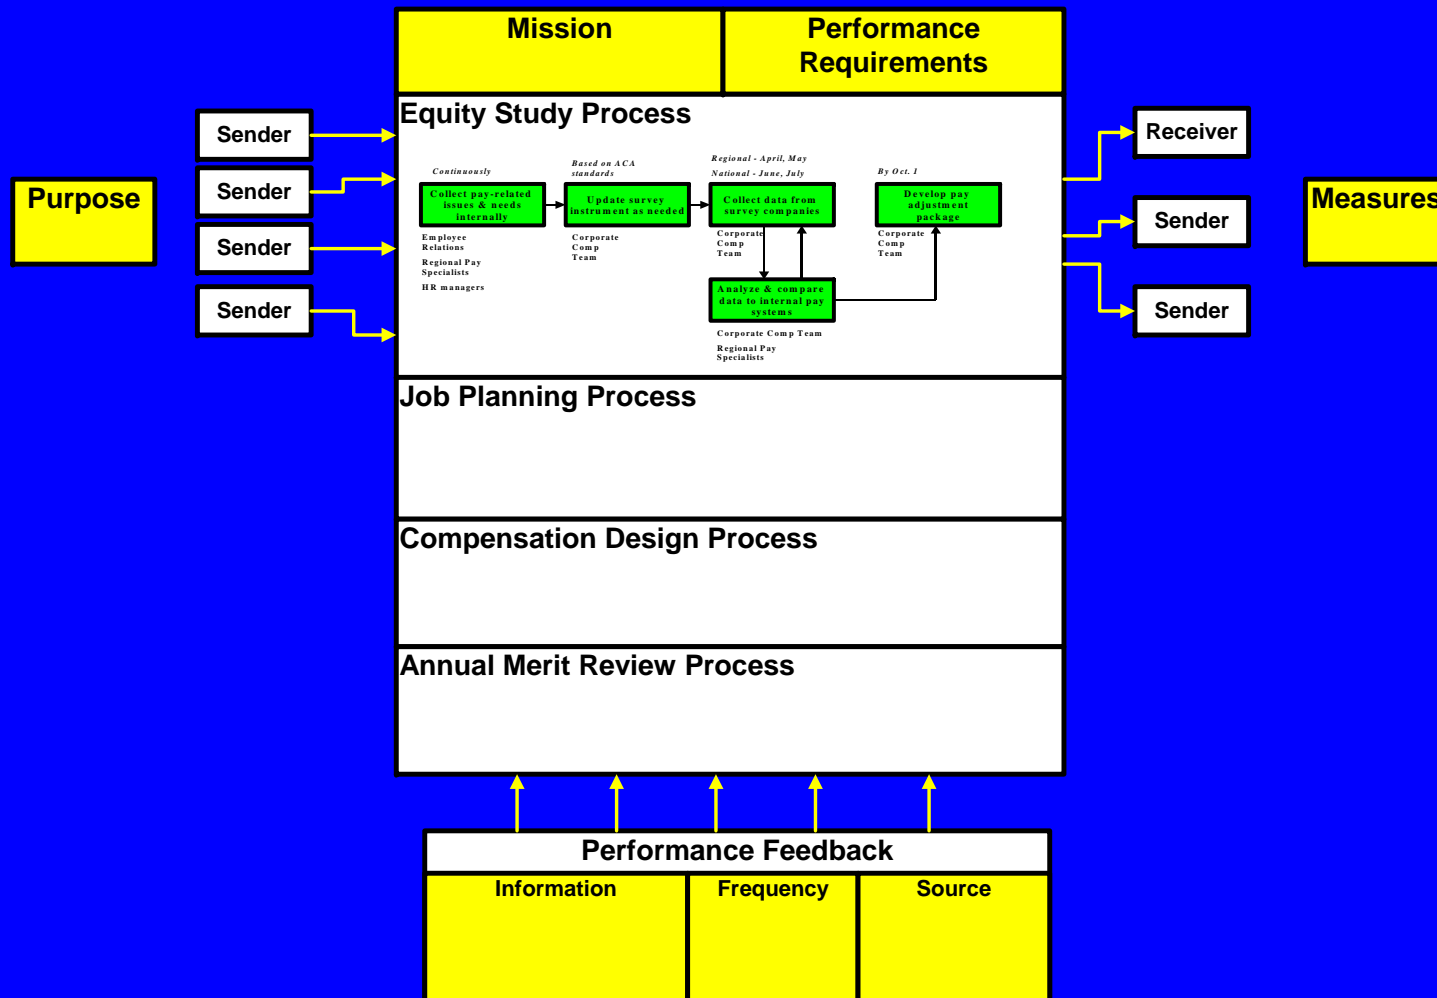 Mission
Performance
Requirements
Equity Study Process
Sender
Sender
Sender
Sender
Purpose
Receiver
Sender
Sender
Measures
Continuously
Collect pay-related
issues & needs
internally
Employee
Relations
Regional Pay
Specialists
HR managers
Based on ACA
standards
Update survey
instrument as needed
Corporate
Comp
Team
Regional - April, May
National - June, July
Collect data from
survey companies
Corporate
Comp
Team
Analyze & compare
data to internal pay
systems
Corporate Comp Team
Regional Pay
Specialists
By Oct. 1
Develop pay
adjustment
package
Corporate
Comp
Team
Job Planning Process
Compensation Design Process
Annual Merit Review Process
Performance Feedback
Information
Frequency
Source